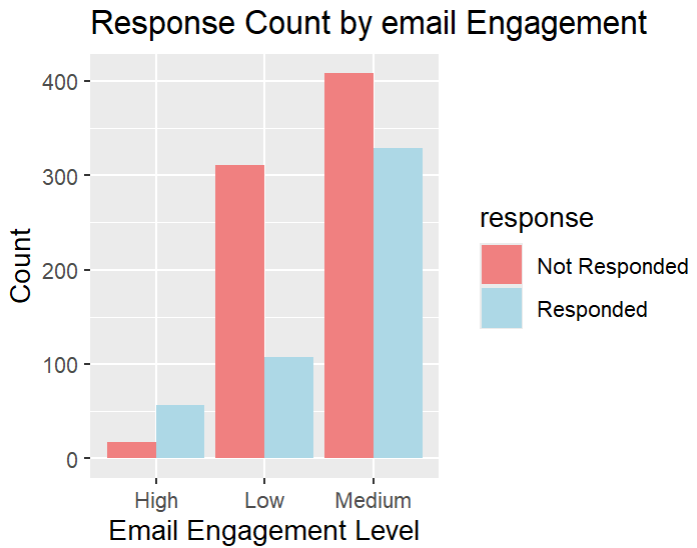 Response Count by email Engagement
400
300
200
100
0
Count
High Low Medium
Email Engagement Level
response
Not Responded
Responded